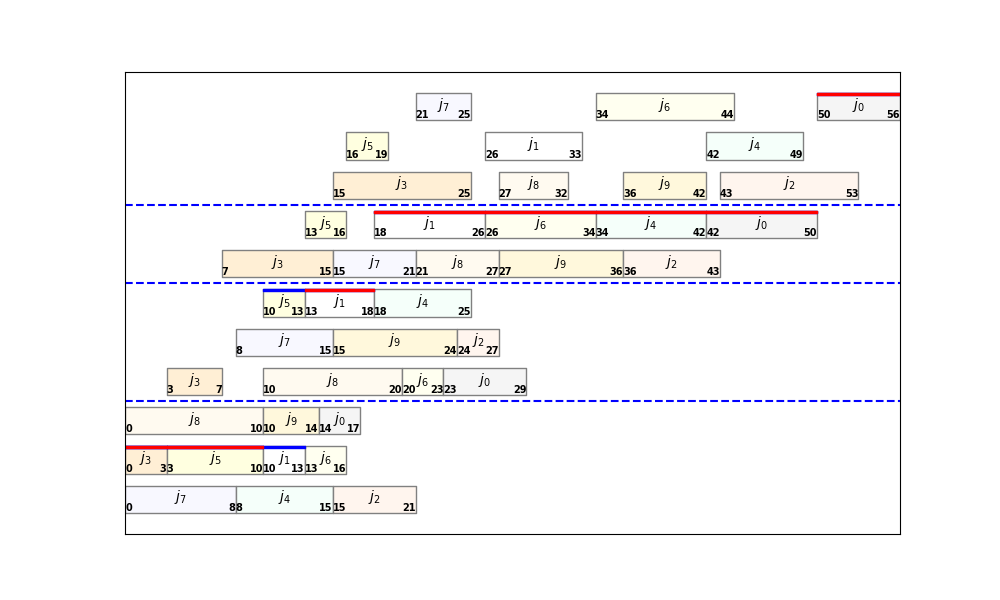 j7 21 25 j6 34 44 j0 50 56
j5 16 19 j1 26 33 j4 42 49
j3 15 25 j8 27 32 j9 36 42 j2 43 53
j5 13 16 j1 18 26 j6 26 34 j4 34 42 j0 42 50
j3 7 15 j7 15 21 j8 21 27 j9 27 36 j2 36 43
j5 10 13 j1 13 18 j4 18 25
j7 8 15 j9 15 24 j2 24 27
j3 3 7 j8 10 20 j6 20 23 j0 23 29
j8 0 10 j9 10 14 j0 14 17
j3 0 3 j5 3 10 j1 10 13 j6 13 16
j7 0 8 j4 8 15 j2 15 21